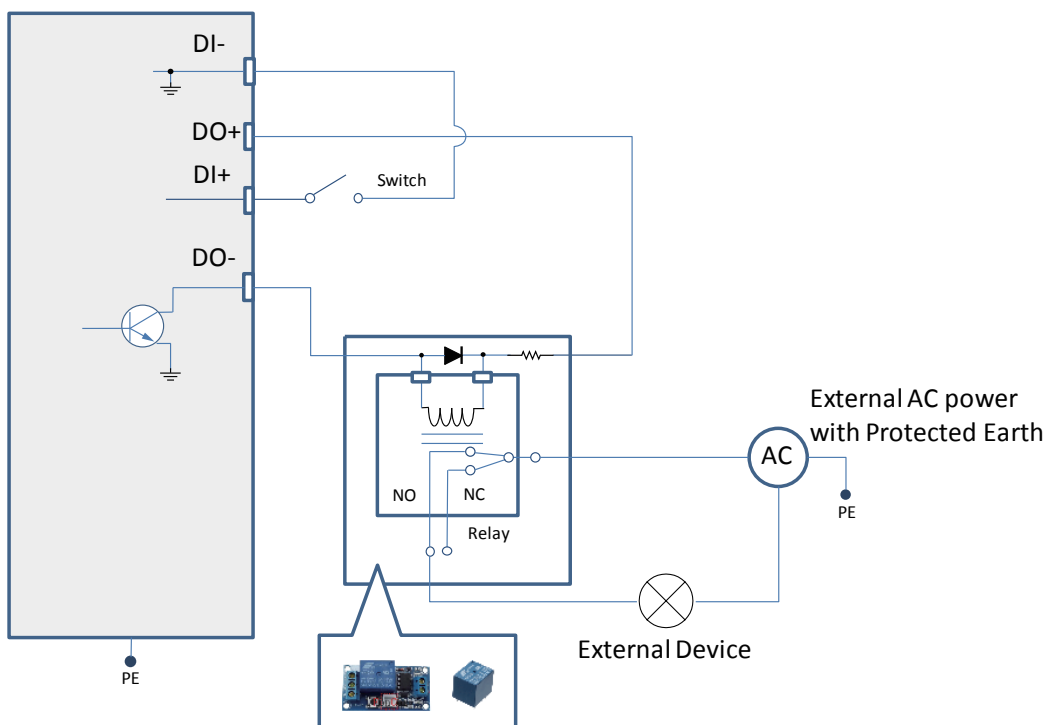 DI-
DO+
DI+
Switch
DO-
External AC power
with Protected Earth
AC
NO
NC
PE
Relay
External Device
PE